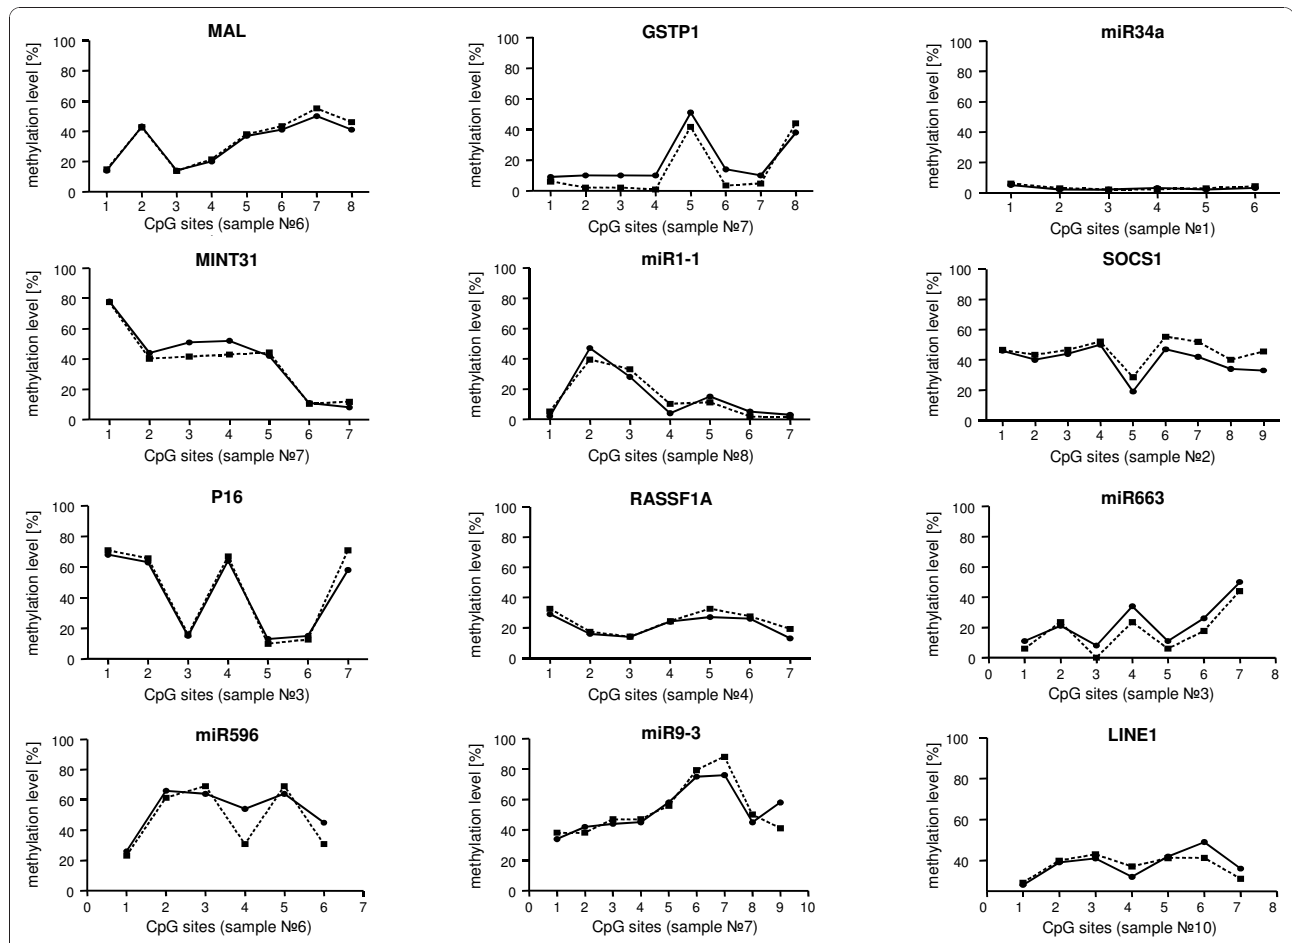 MAL
methylation level [%]
100
80
60
40
20
0
1 2 3 4 5 6 7 8
CpG sites (sample №6)
GSTP1
methylation level [%]
100
80
60
40
20
0
1 2 3 4 5 6 7 8
CpG sites (sample №7)
miR34a
methylation level [%]
100
80
60
40
20
0
1 2 3 4 5 6
CpG sites (sample №1)
MINT31
methylation level [%]
100
80
60
40
20
0
1 2 3 4 5 6 7
CpG sites (sample №7)
miR1-1
methylation level [%]
100
80
60
40
20
0
1 2 3 4 5 6 7
CpG sites (sample №8)
SOCS1
methylation level [%]
100
80
60
40
20
0
1 2 3 4 5 6 7 8 9
CpG sites (sample №2)
P16
methylation level [%]
100
80
60
40
20
0
1 2 3 4 5 6 7
CpG sites (sample №3)
RASSF1A
methylation level [%]
100
80
60
40
20
0
1 2 3 4 5 6 7
CpG sites (sample №4)
miR663
methylation level [%]
100
80
60
40
20
0
0 1 2 3 4 5 6 7 8
CpG sites (sample №3)
miR596
methylation level [%]
100
80
60
40
20
0
0 1 2 3 4 5 6 7
CpG sites (sample №6)
miR9-3
methylation level [%]
100
80
60
40
20
0
0 1 2 3 4 5 6 7 8 9 10
CpG sites (sample №7)
LINE1
methylation level [%]
100
80
60
40
0 1 2 3 4 5 6 7 8
CpG sites (sample №10)